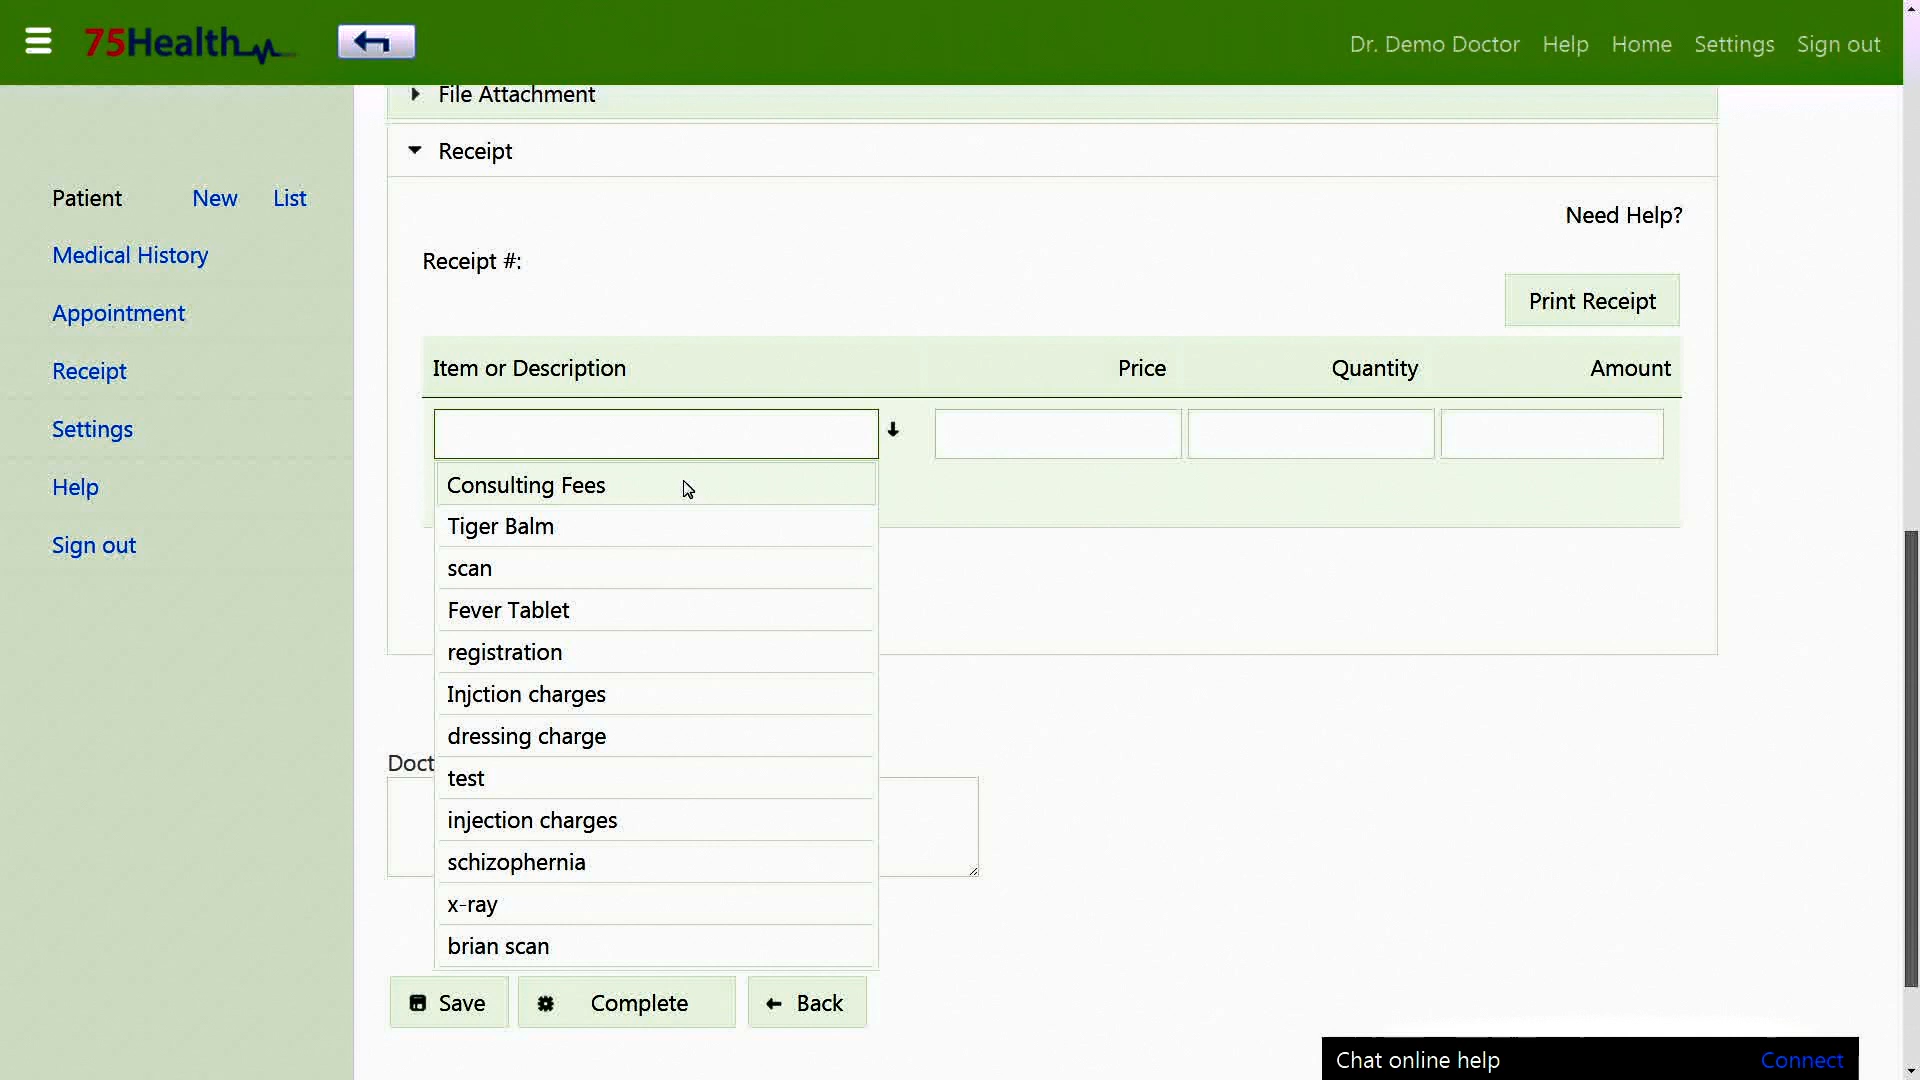 75Health
Dr. Demo Doctor Help Home Settings Sign out
File Attachment
Receipt
Patient New List
Need Help?
Medical History
Receipt #:
Print Receipt
Appointment
Receipt
Item or Description Price Quantity Amount
Settings
Help
Sign out
Consulting Fees
Tiger Balm
scan
Fever Tablet
registration
Injction charges
dressing charge
Doct
test
injection charges
schizophernia
x-ray
brian scan
Save Complete Back
Chat online help Connect